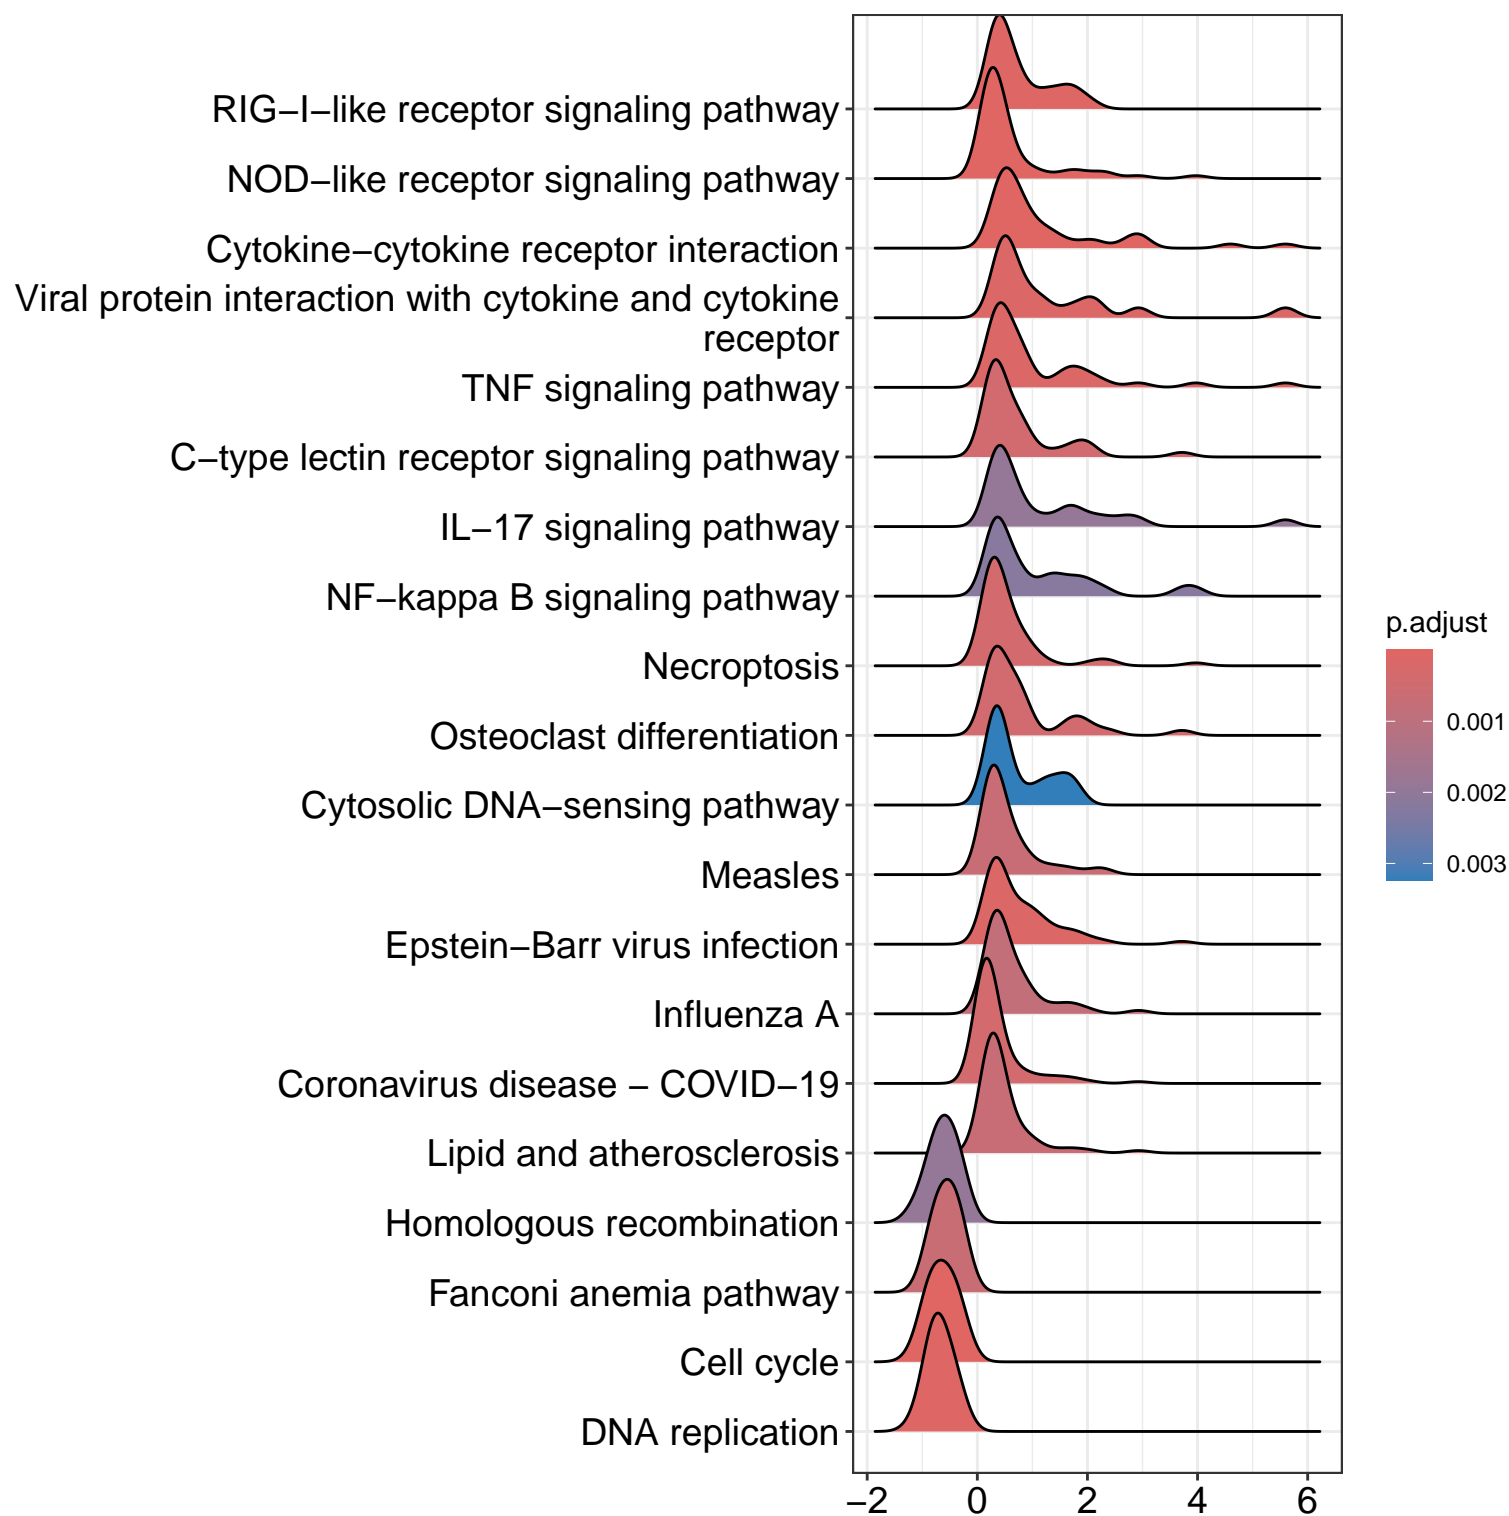 RIG−I−like receptor signaling pathway
NOD−like receptor signaling pathway
Cytokine−cytokine receptor interaction
Viral protein interaction with cytokine and cytokine
receptor
TNF signaling pathway
C−type lectin receptor signaling pathway
IL−17 signaling pathway
NF−kappa B signaling pathway
Necroptosis
Osteoclast differentiation
Cytosolic DNA−sensing pathway
Measles
Epstein−Barr virus infection
Influenza A
Coronavirus disease − COVID−19
Lipid and atherosclerosis
Homologous recombination
Fanconi anemia pathway
Cell cycle
DNA replication
−2 0 2 4 6
p.adjust
0.001
0.002
0.003